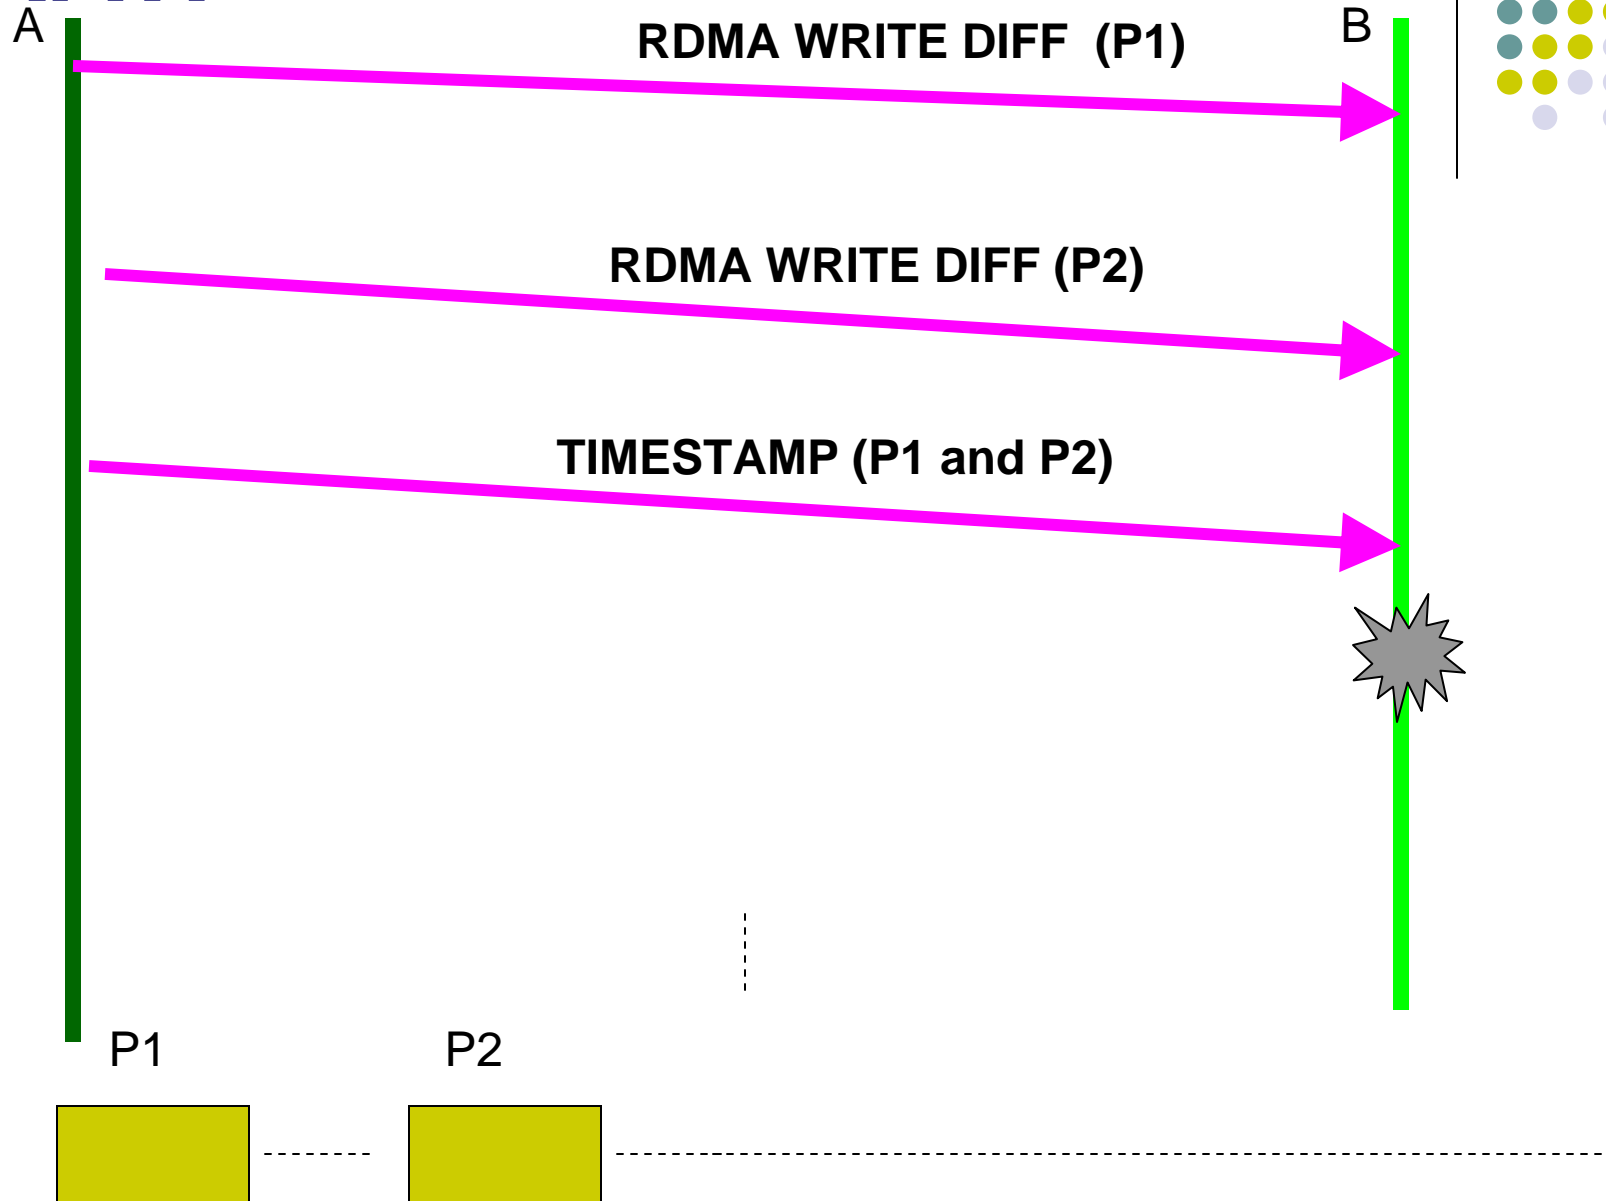 A
B
RDMA WRITE DIFF (P1)
RDMA WRITE DIFF (P2)
TIMESTAMP (P1 and P2)
P1
P2